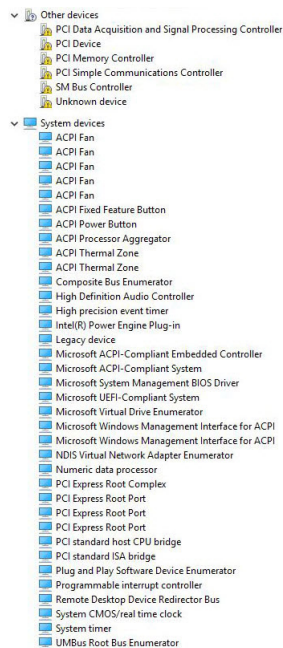 Other devices
PCI Data Acquisition and Signal Processing Controller
PCI Device
PCI Memory Controller
PCI Simple Communications Controller
SM Bus Controller
Unknown device
System devices
ACPI Fan
ACPI Fan
ACPI Fan
ACPI Fan
ACPI Fan
ACPI Fixed Feature Button
ACPI Power Button
ACPI Processor Aggregator
ACPI Thermal Zone
ACPI Thermal Zone
Composite Bus Enumerator
High Definition Audio Controller
High precision event timer
Intel(R) Power Engine Plug-in
Legacy device
Microsoft ACPI-Compliant Embedded Controller
Microsoft ACPI-Compliant System
Microsoft System Management BIOS Driver
Microsoft UEFI-Compliant System
Microsoft Virtual Drive Enumerator
Microsoft Windows Management Interface for ACPI
Microsoft Windows Management Interface for ACPI
NDIS Virtual Network Adapter Enumerator
Numeric data processor
PCI Express Root Complex
PCI Express Root Port
PCI Express Root Port
PCI Express Root Port
PCI standard host CPU bridge
PCI standard ISA bridge
Plug and Play Software Device Enumerator
Programmable interrupt controller
Remote Desktop Device Redirector Bus
System CMOS/real time clock
System timer
UMBus Root Bus Enumerator